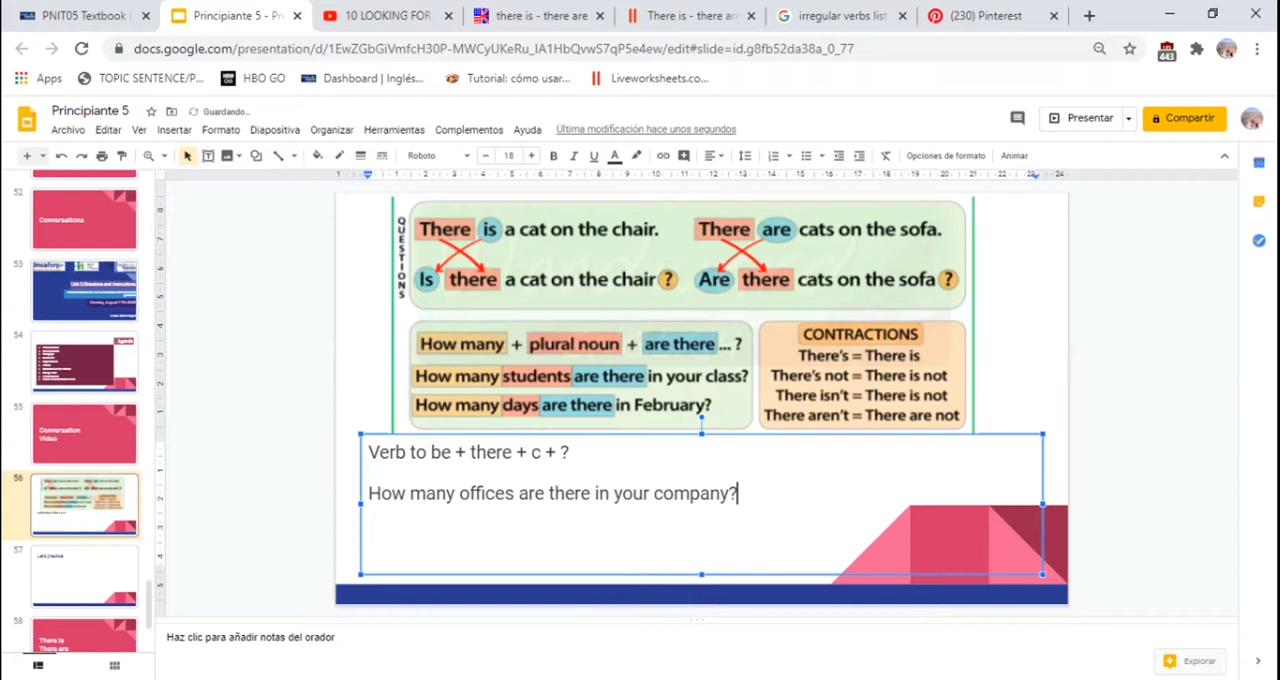 PNIT05 Textbook |
Principiante 5 - P
10 LOOKING FOR
there is - there are
There is - there ar
irregular verbs list
(230) Pinterest
docs.google.com/presentation/d/1EwZGbGiVmfcH30P-MWCyUKeRu_IA1HbQvwS7qP5e4ew/edit#slide=id.g8fb52da38a_0_77
443
Apps
TOPIC SENTENCE/P...
HBO GO
Dashboard | Inglés...
Tutorial: cómo usar...
Liveworksheets.co...
Principiante 5
Guardando...
Archivo Editar Ver Insertar Formato Diapositiva Organizar Herramientas Complementos Ayuda
Última modificación hace unos segundos
Presentar
Compartir
Roboto
18
Opciones de formato
Animar
52
Conversations
53
54
Agenda
55
Conversation
Video
56
57
58
There is
There are
QUESTIONS
There is a cat on the chair.
There are cats on the sofa.
Is there a cat on the chair ?
Are there cats on the sofa ?
How many + plural noun + are there ... ?
How many students are there in your class?
How many days are there in February?
CONTRACTIONS
There's = There is
There's not = There is not
There isn't = There is not
There aren't = There are not
Verb to be + there + c + ?
How many offices are there in your company?
Haz clic para añadir notas del orador
Explorar